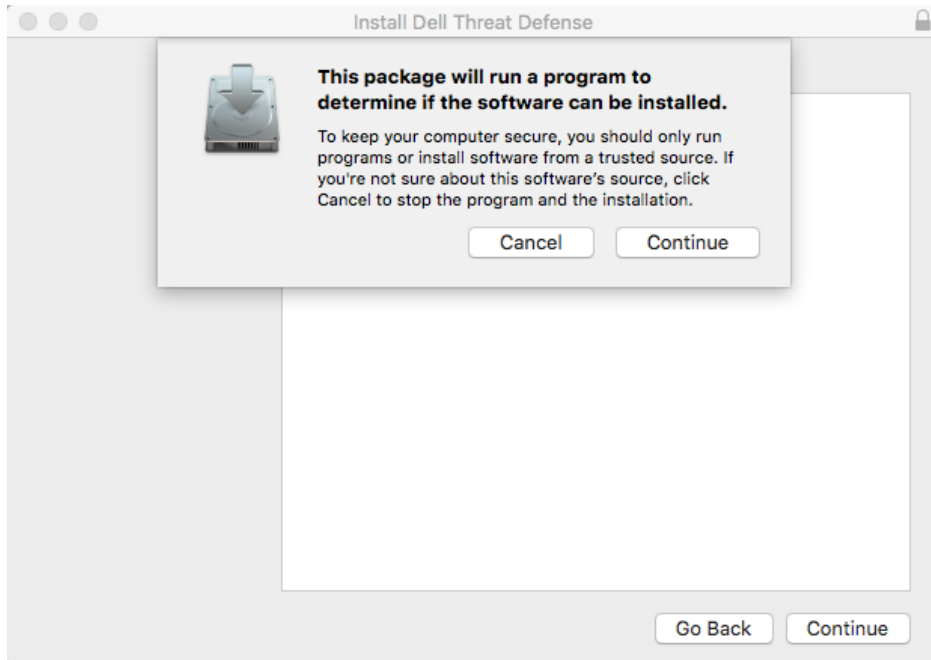 Install Dell Threat Defense
This package will run a program to
determine if the software can be installed.
To keep your computer secure, you should only run
programs or install software from a trusted source. If
you're not sure about this software's source, click
Cancel to stop the program and the installation.
Cancel Continue
Go Back Continue